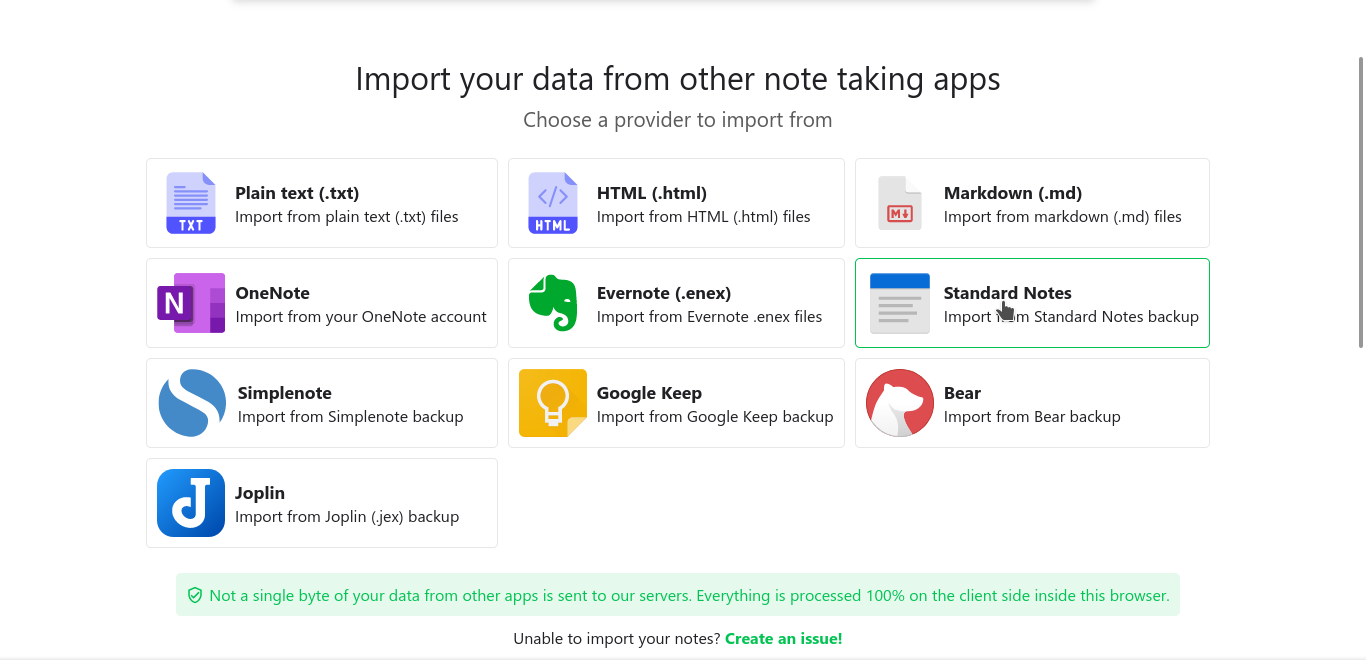 Import your data from other note taking apps
Choose a provider to import from
Plain text (.txt)
Import from plain text (.txt) files
TXT
HTML (.html)
Import from HTML (.html) files
</>
HTML
Markdown (.md)
Import from markdown (.md) files
M
OneNote
Import from your OneNote account
N
Evernote (.enex)
Import from Evernote .enex files
Standard Notes
Import from Standard Notes backup
Simplenote
Import from Simplenote backup
Google Keep
Import from Google Keep backup
Bear
Import from Bear backup
Joplin
Import from Joplin (.jex) backup
J
Not a single byte of your data from other apps is sent to our servers. Everything is processed 100% on the client side inside this browser.
Unable to import your notes? Create an issue!